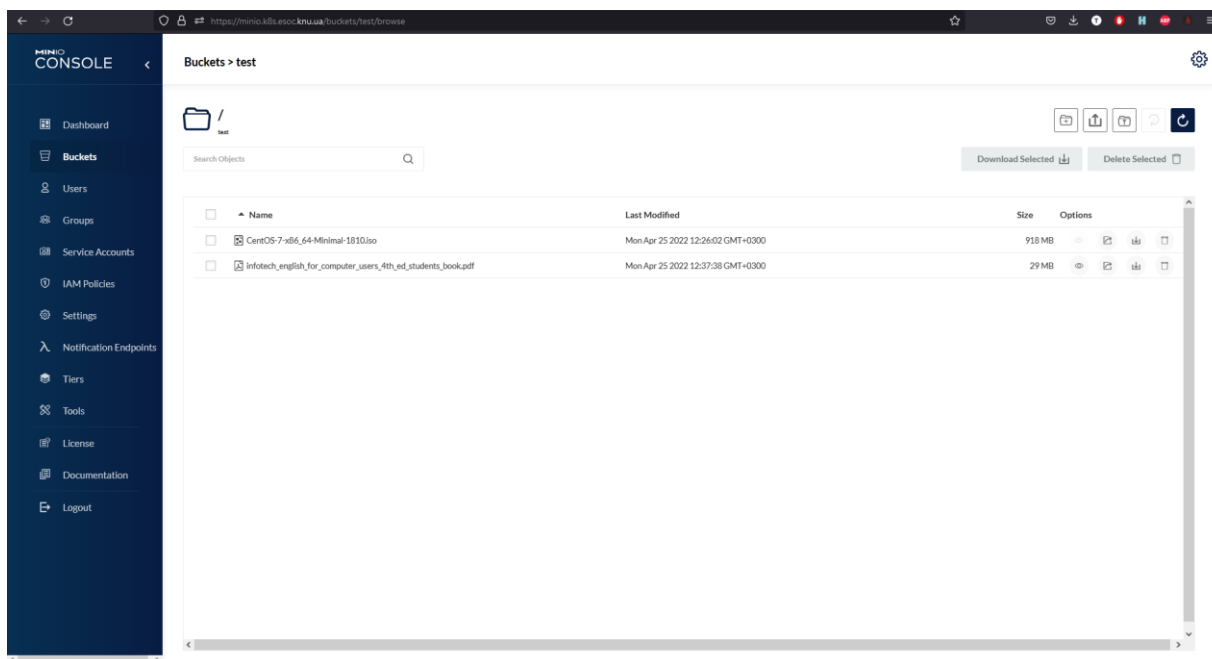 https://minio.k8s.esoc.knu.ua/buckets/test/browse
MINIO
CONSOLE
Buckets > test
Dashboard
Buckets
Users
Groups
Service Accounts
IAM Policies
Settings
Notification Endpoints
Tiers
Tools
License
Documentation
Logout
/
test
Search Objects
Download Selected
Delete Selected
Name Last Modified Size Options
CentOS-7-x86_64-Minimal-1810.iso Mon Apr 25 2022 12:26:02 GMT+0300 918 MB
infotech_english_for_computer_users_4th_ed_students_book.pdf Mon Apr 25 2022 12:37:38 GMT+0300 29 MB